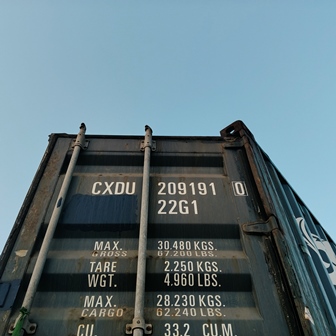 CXDU 209191 0
22G1
MAX. 30.480 KGS.
GROSS 67.200 LBS.
TARE 2.250 KGS.
WGT. 4.960 LBS.
MAX. 28.230 KGS.
CARGO 62.240 LBS.
CU. 33.2 CU.M.